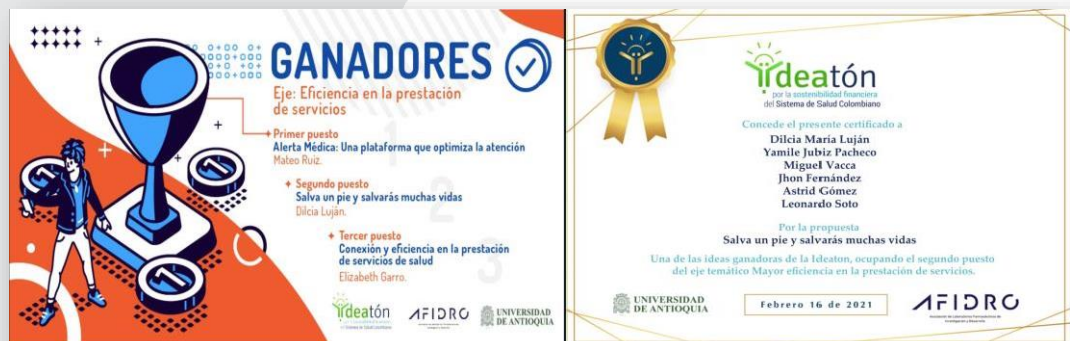 GANADORES
Eje: Eficiencia en la prestación
de servicios
Primer puesto
Alerta Médica: Una plataforma que optimiza la atención
Mateo Ruiz.
1
Segundo puesto
Salva un pie y salvarás muchas vidas
Dilcia Luján.
2
Tercer puesto
Conexión y eficiencia en la prestación
de servicios de salud
Elizabeth Garro.
3
ideatón
AFIDRO
UNIVERSIDAD
DE ANTIOQUIA
ideatón
por la sostenibilidad financiera
del Sistema de Salud Colombiano
Concede el presente certificado a
Dilcia María Luján
Yamile Jubiz Pacheco
Miguel Vacca
Jhon Fernández
Astrid Gómez
Leonardo Soto
Por la propuesta
Salva un pie y salvarás muchas vidas
Una de las ideas ganadoras de la Ideaton, ocupando el segundo puesto
del eje temático Mayor eficiencia en la prestación de servicios.
UNIVERSIDAD
DE ANTIOQUIA
Febrero 16 de 2021
AFIDRO